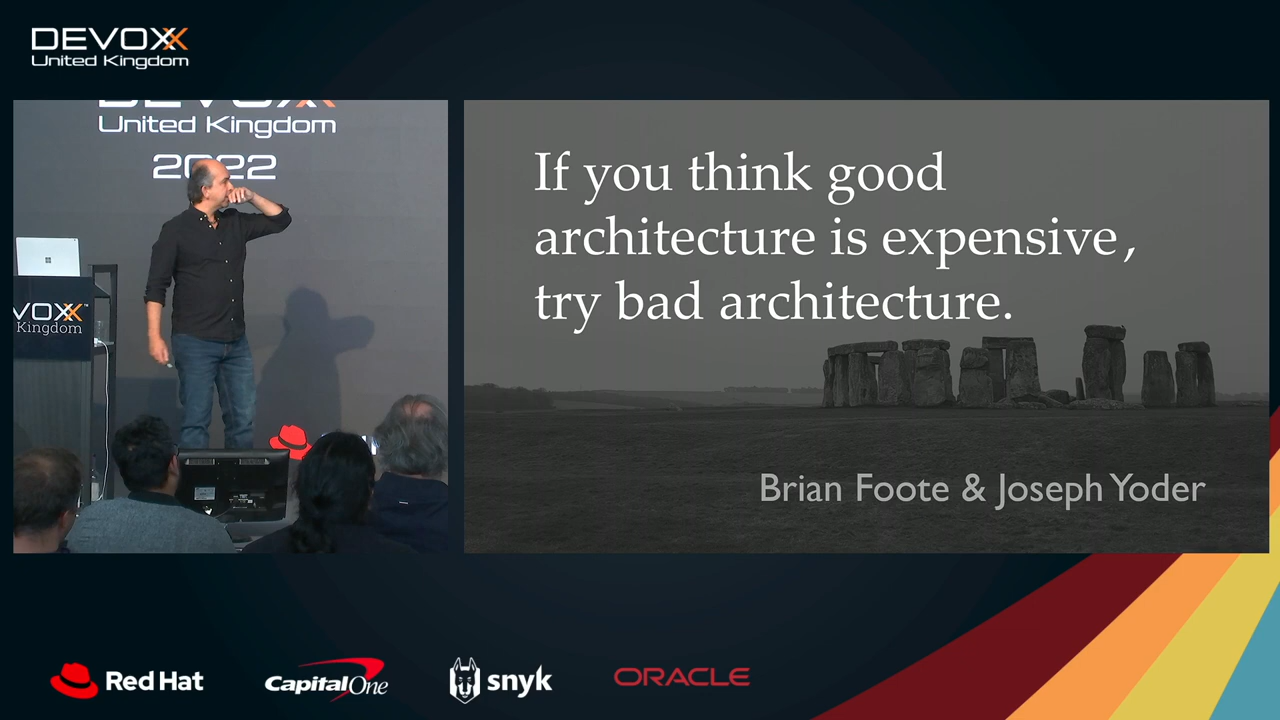 DEVOXX
United Kingdom
DEVOXX
United Kingdom
2022
VOXX
Kingdom
If you think good
architecture is expensive,
try bad architecture.
Brian Foote & Joseph Yoder
Red Hat
Capital One
snyk
ORACLE